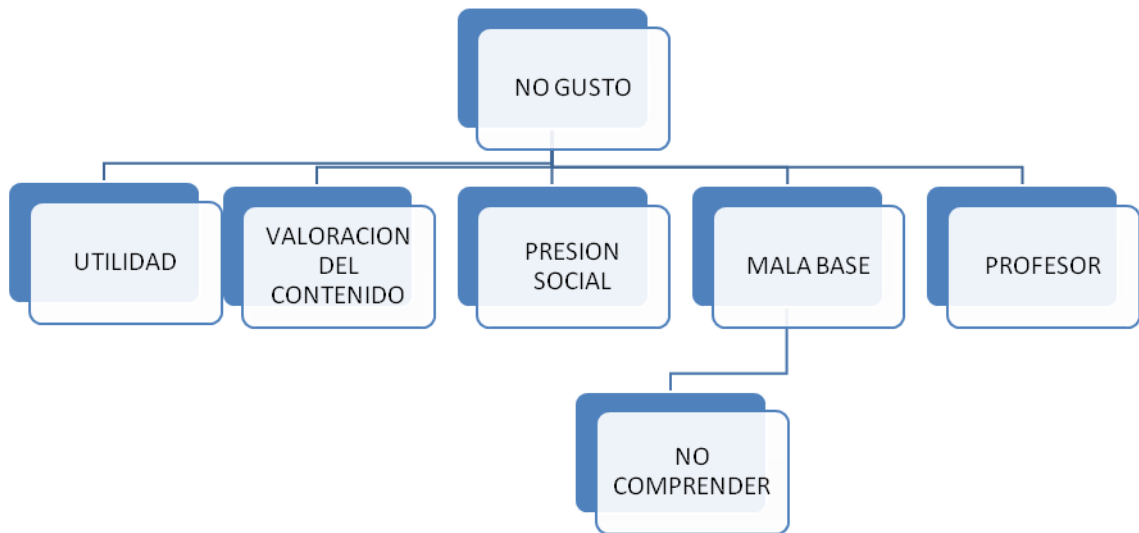 NO GUSTO
UTILIDAD
VALORACION
DEL
CONTENIDO
PRESION
SOCIAL
MALA BASE
PROFESOR
NO
COMPRENDER